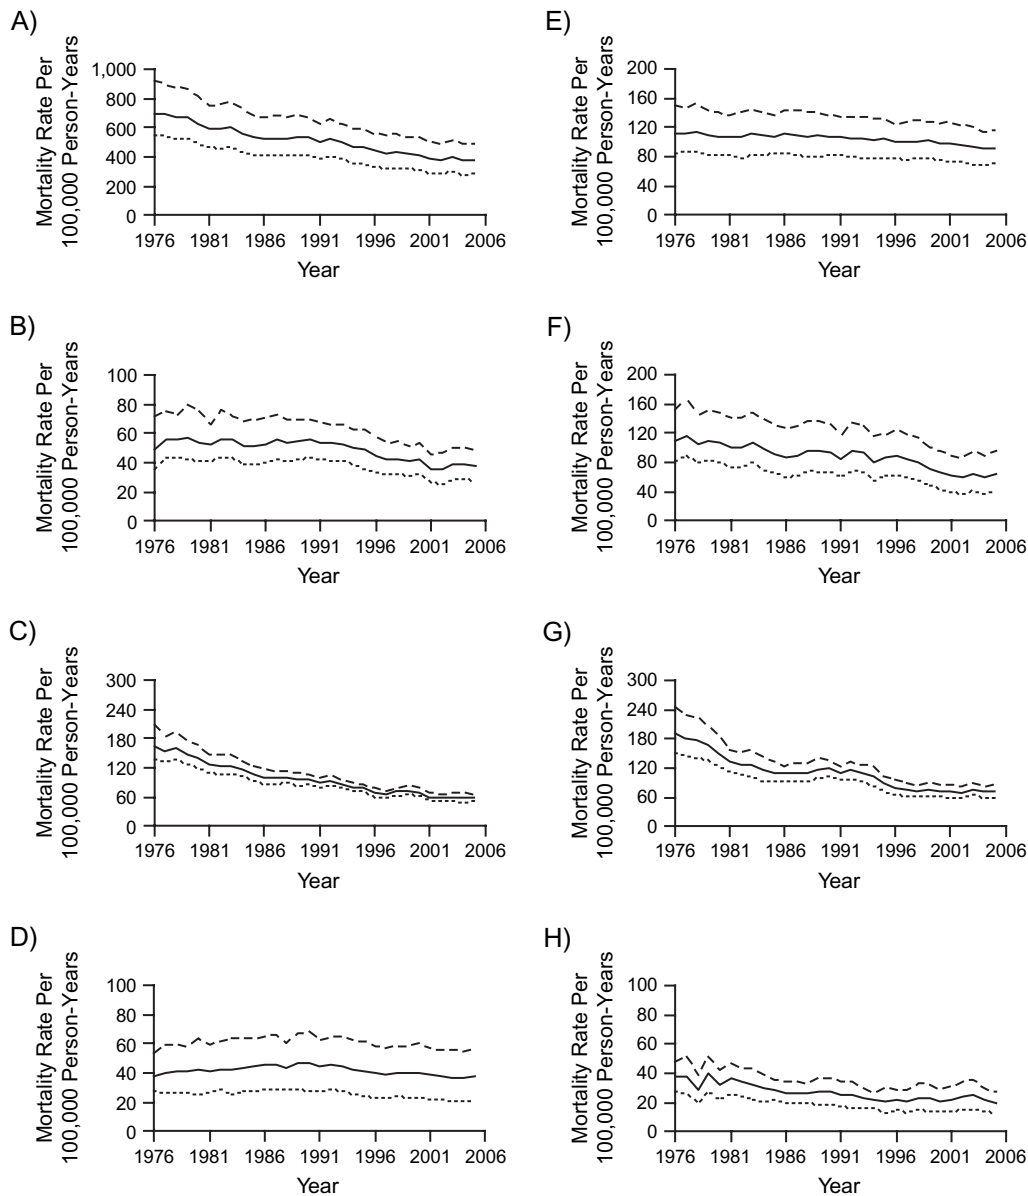 A)
Mortality Rate Per
100,000 Person-Years
1,000
800
600
400
200
0
1976 1981 1986 1991 1996 2001 2006
Year
E)
Mortality Rate Per
100,000 Person-Years
200
160
120
80
40
0
1976 1981 1986 1991 1996 2001 2006
Year
B)
Mortality Rate Per
100,000 Person-Years
100
80
60
40
20
0
1976 1981 1986 1991 1996 2001 2006
Year
F)
Mortality Rate Per
100,000 Person-Years
200
160
120
80
40
0
1976 1981 1986 1991 1996 2001 2006
Year
C)
Mortality Rate Per
100,000 Person-Years
300
240
180
120
60
0
1976 1981 1986 1991 1996 2001 2006
Year
G)
Mortality Rate Per
100,000 Person-Years
300
240
180
120
60
0
1976 1981 1986 1991 1996 2001 2006
Year
D)
Mortality Rate Per
100,000 Person-Years
100
80
60
40
20
0
1976 1981 1986 1991 1996 2001 2006
Year
H)
Mortality Rate Per
100,000 Person-Years
100
80
60
40
20
0
1976 1981 1986 1991 1996 2001 2006
Year